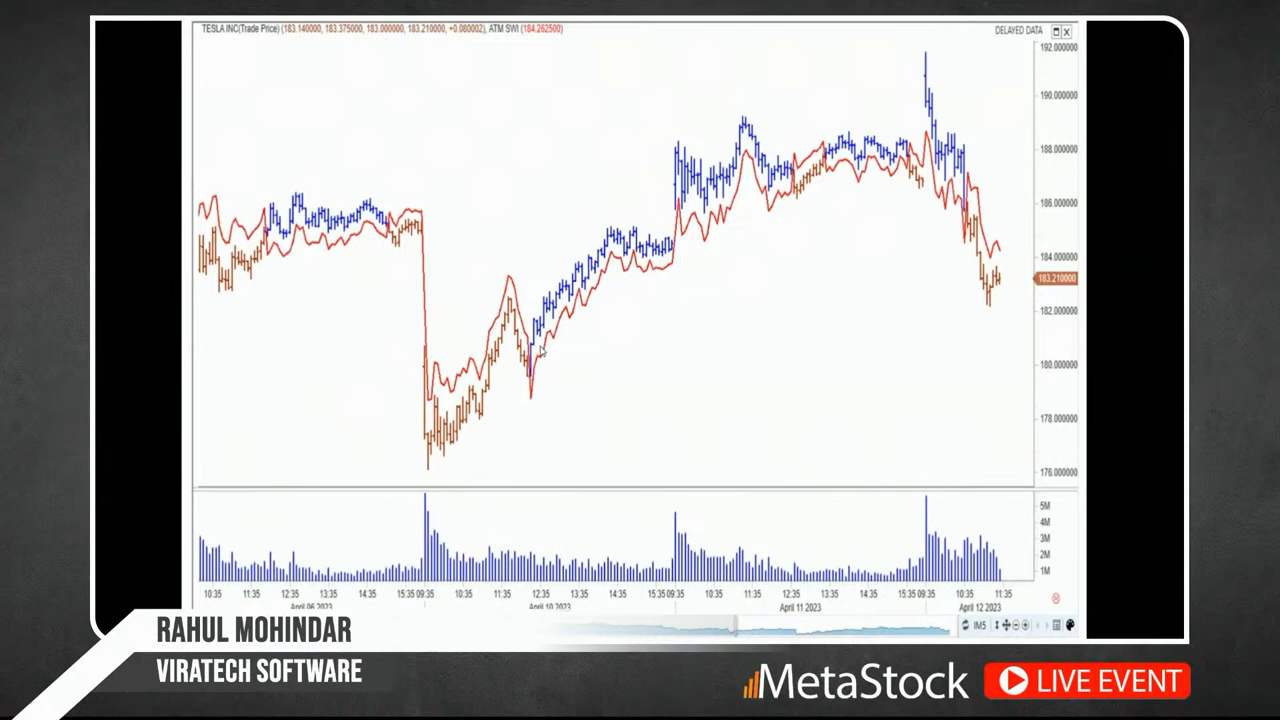 TESLA INC(Trade Price) (183.140000, 183.375000, 183.000000, 183.210000, +0.080002), ATM SWI (184.262500)
DELAYED DATA
192.000000
190.000000
188.000000
186.000000
184.000000
183.210000
182.000000
180.000000
178.000000
176.000000
5M
4M
3M
2M
1M
10:35 11:35 12:35 13:35 14:35 15:35 09:35 10:35 11:35 12:35 13:35 14:35 15:35 09:35 10:35 11:35 12:35 13:35 14:35 15:35 09:35 10:35 11:35
April 06 2023 April 10 2023 April 11 2023 April 12 2023
IM5
RAHUL MOHINDAR
VIRATECH SOFTWARE
MetaStock
LIVE EVENT